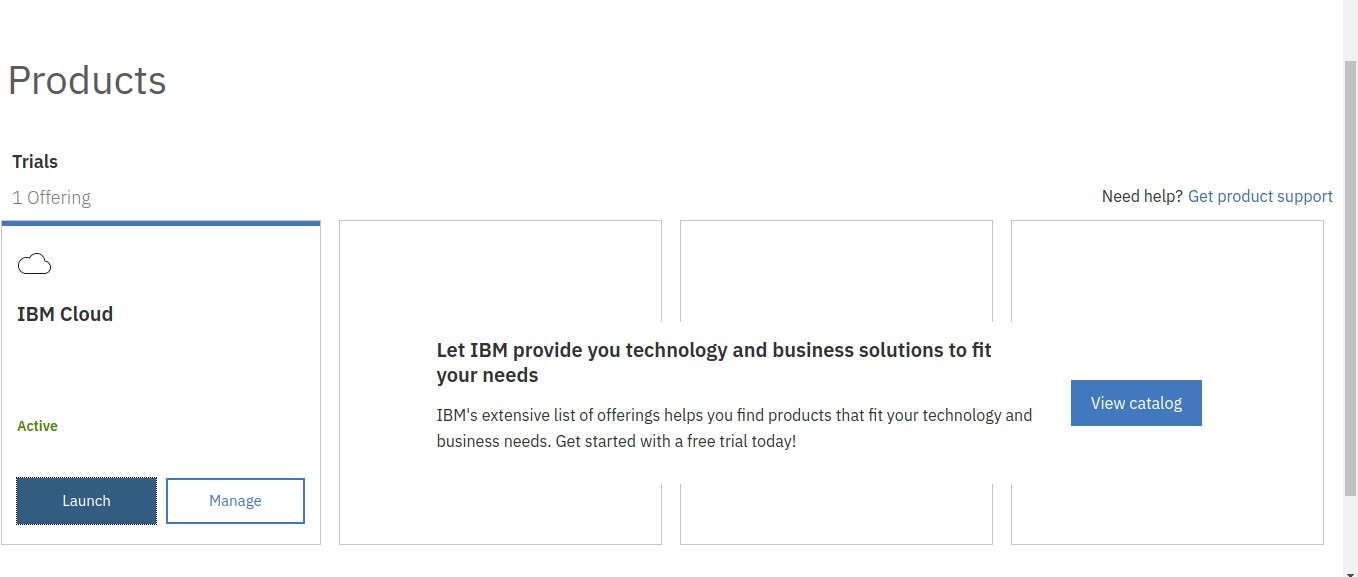 Products
Trials
1 Offering
Need help? Get product support
IBM Cloud
Active
Launch
Manage
Let IBM provide you technology and business solutions to fit
your needs
IBM's extensive list of offerings helps you find products that fit your technology and
business needs. Get started with a free trial today!
View catalog